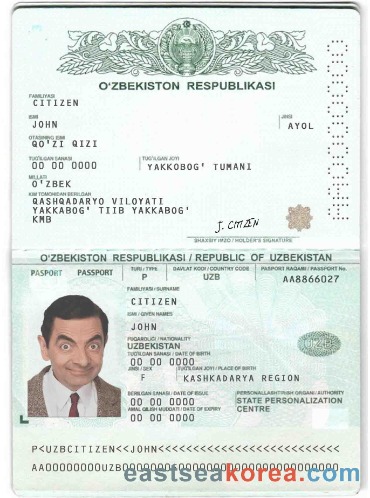 O'ZBEKISTON RESPUBLIKASI
FAMILIYASI
CITIZEN
ISMI
JOHN
JINSI
AYOL
OTASINING ISMI
QO'ZI QIZI
TUG'ILGAN SANASI
00 00 0000
TUG'ILGAN JOYI
YAKKOBOG' TUMANI
MILLATI
O'ZBEK
KIM TOMONIDAN BERILGAN
QASHQADARYO VILOYATI
YAKKABOG' TIIB YAKKABOG'
KMB
J. CITIZEN
SHAXSIY IMZO / HOLDER'S SIGNATURE
O'ZBEKISTON RESPUBLIKASI / REPUBLIC OF UZBEKISTAN
PASPORT PASSPORT
TURI / TYPE
P
DAVLAT KODI / COUNTRY CODE
UZB
PASPORT RAQAMI / PASSPORT No.
AA8866027
FAMILIYASI / SURNAME
CITIZEN
ISMI / GIVEN NAMES
JOHN
FUQAROLIGI / NATIONALITY
UZBEKISTAN
TUG'ILGAN SANASI / DATE OF BIRTH
00 00 0000
JINSI / SEX
F
TUG'ILGAN JOYI / PLACE OF BIRTH
KASHKADARYA REGION
BERILGAN SANASI / DATE OF ISSUE
00 00 0000
AMAL QILISH MUDDATI / DATE OF EXPIRY
00 00 0000
PERSONALLASHTIRISH ORGANI / AUTHORITY
STATE PERSONALIZATION
CENTRE
eastseakorea.com